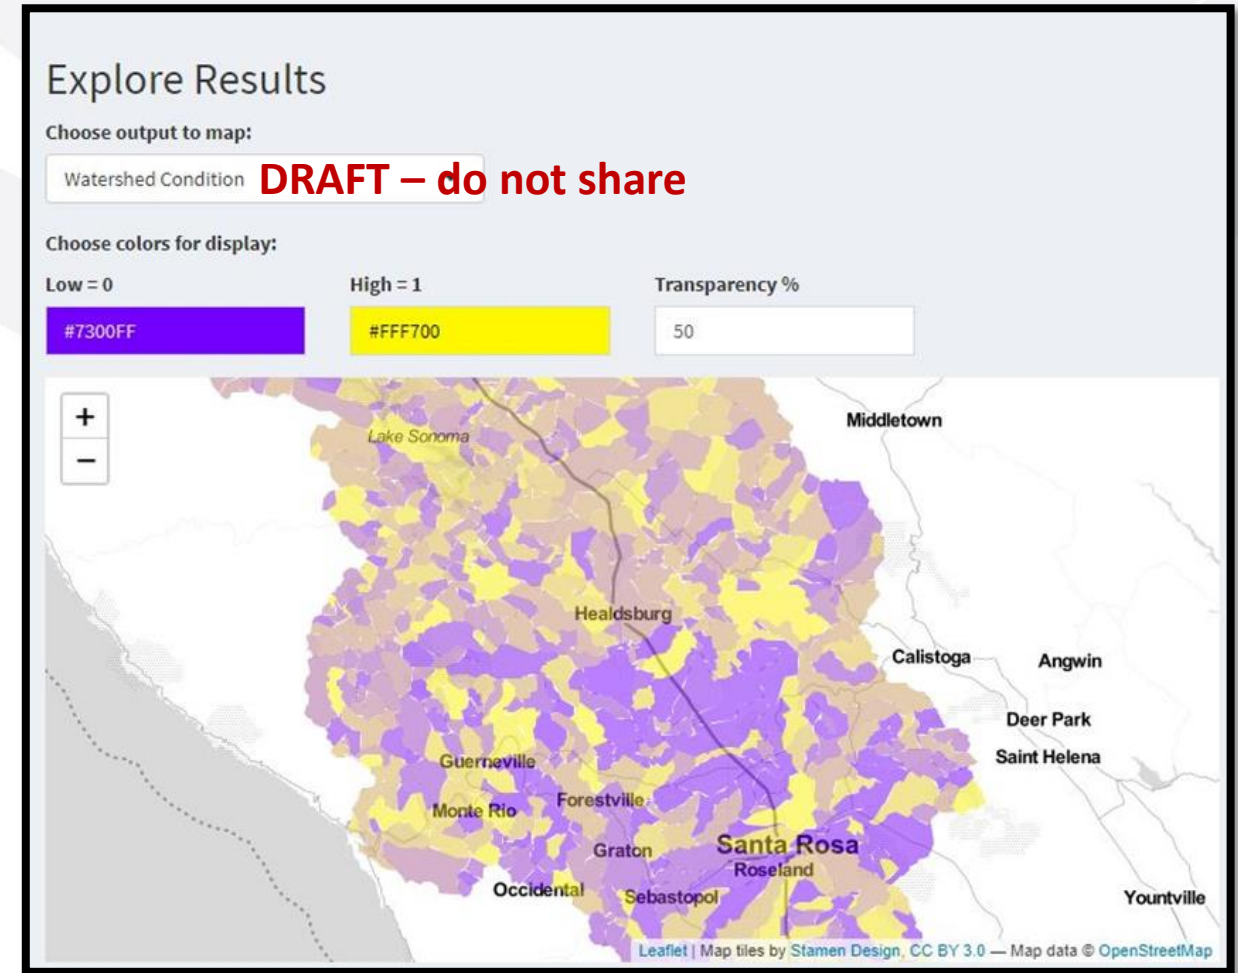 Explore Results
Choose output to map:
Watershed Condition DRAFT – do not share
Choose colors for display:
Low = 0 High = 1 Transparency %
#7300FF #FFF700 50
+
Middletown
Lake Sonoma
−
Healdsburg
Calistoga Angwin
Deer Park
Saint Helena
Guerneville
Forestville
Monte Rio
Santa Rosa
Graton
Roseland
Occidental Sebastopol Yountville
Leaflet | Map tiles by Stamen Design, CC BY 3.0 — Map data © OpenStreetMap